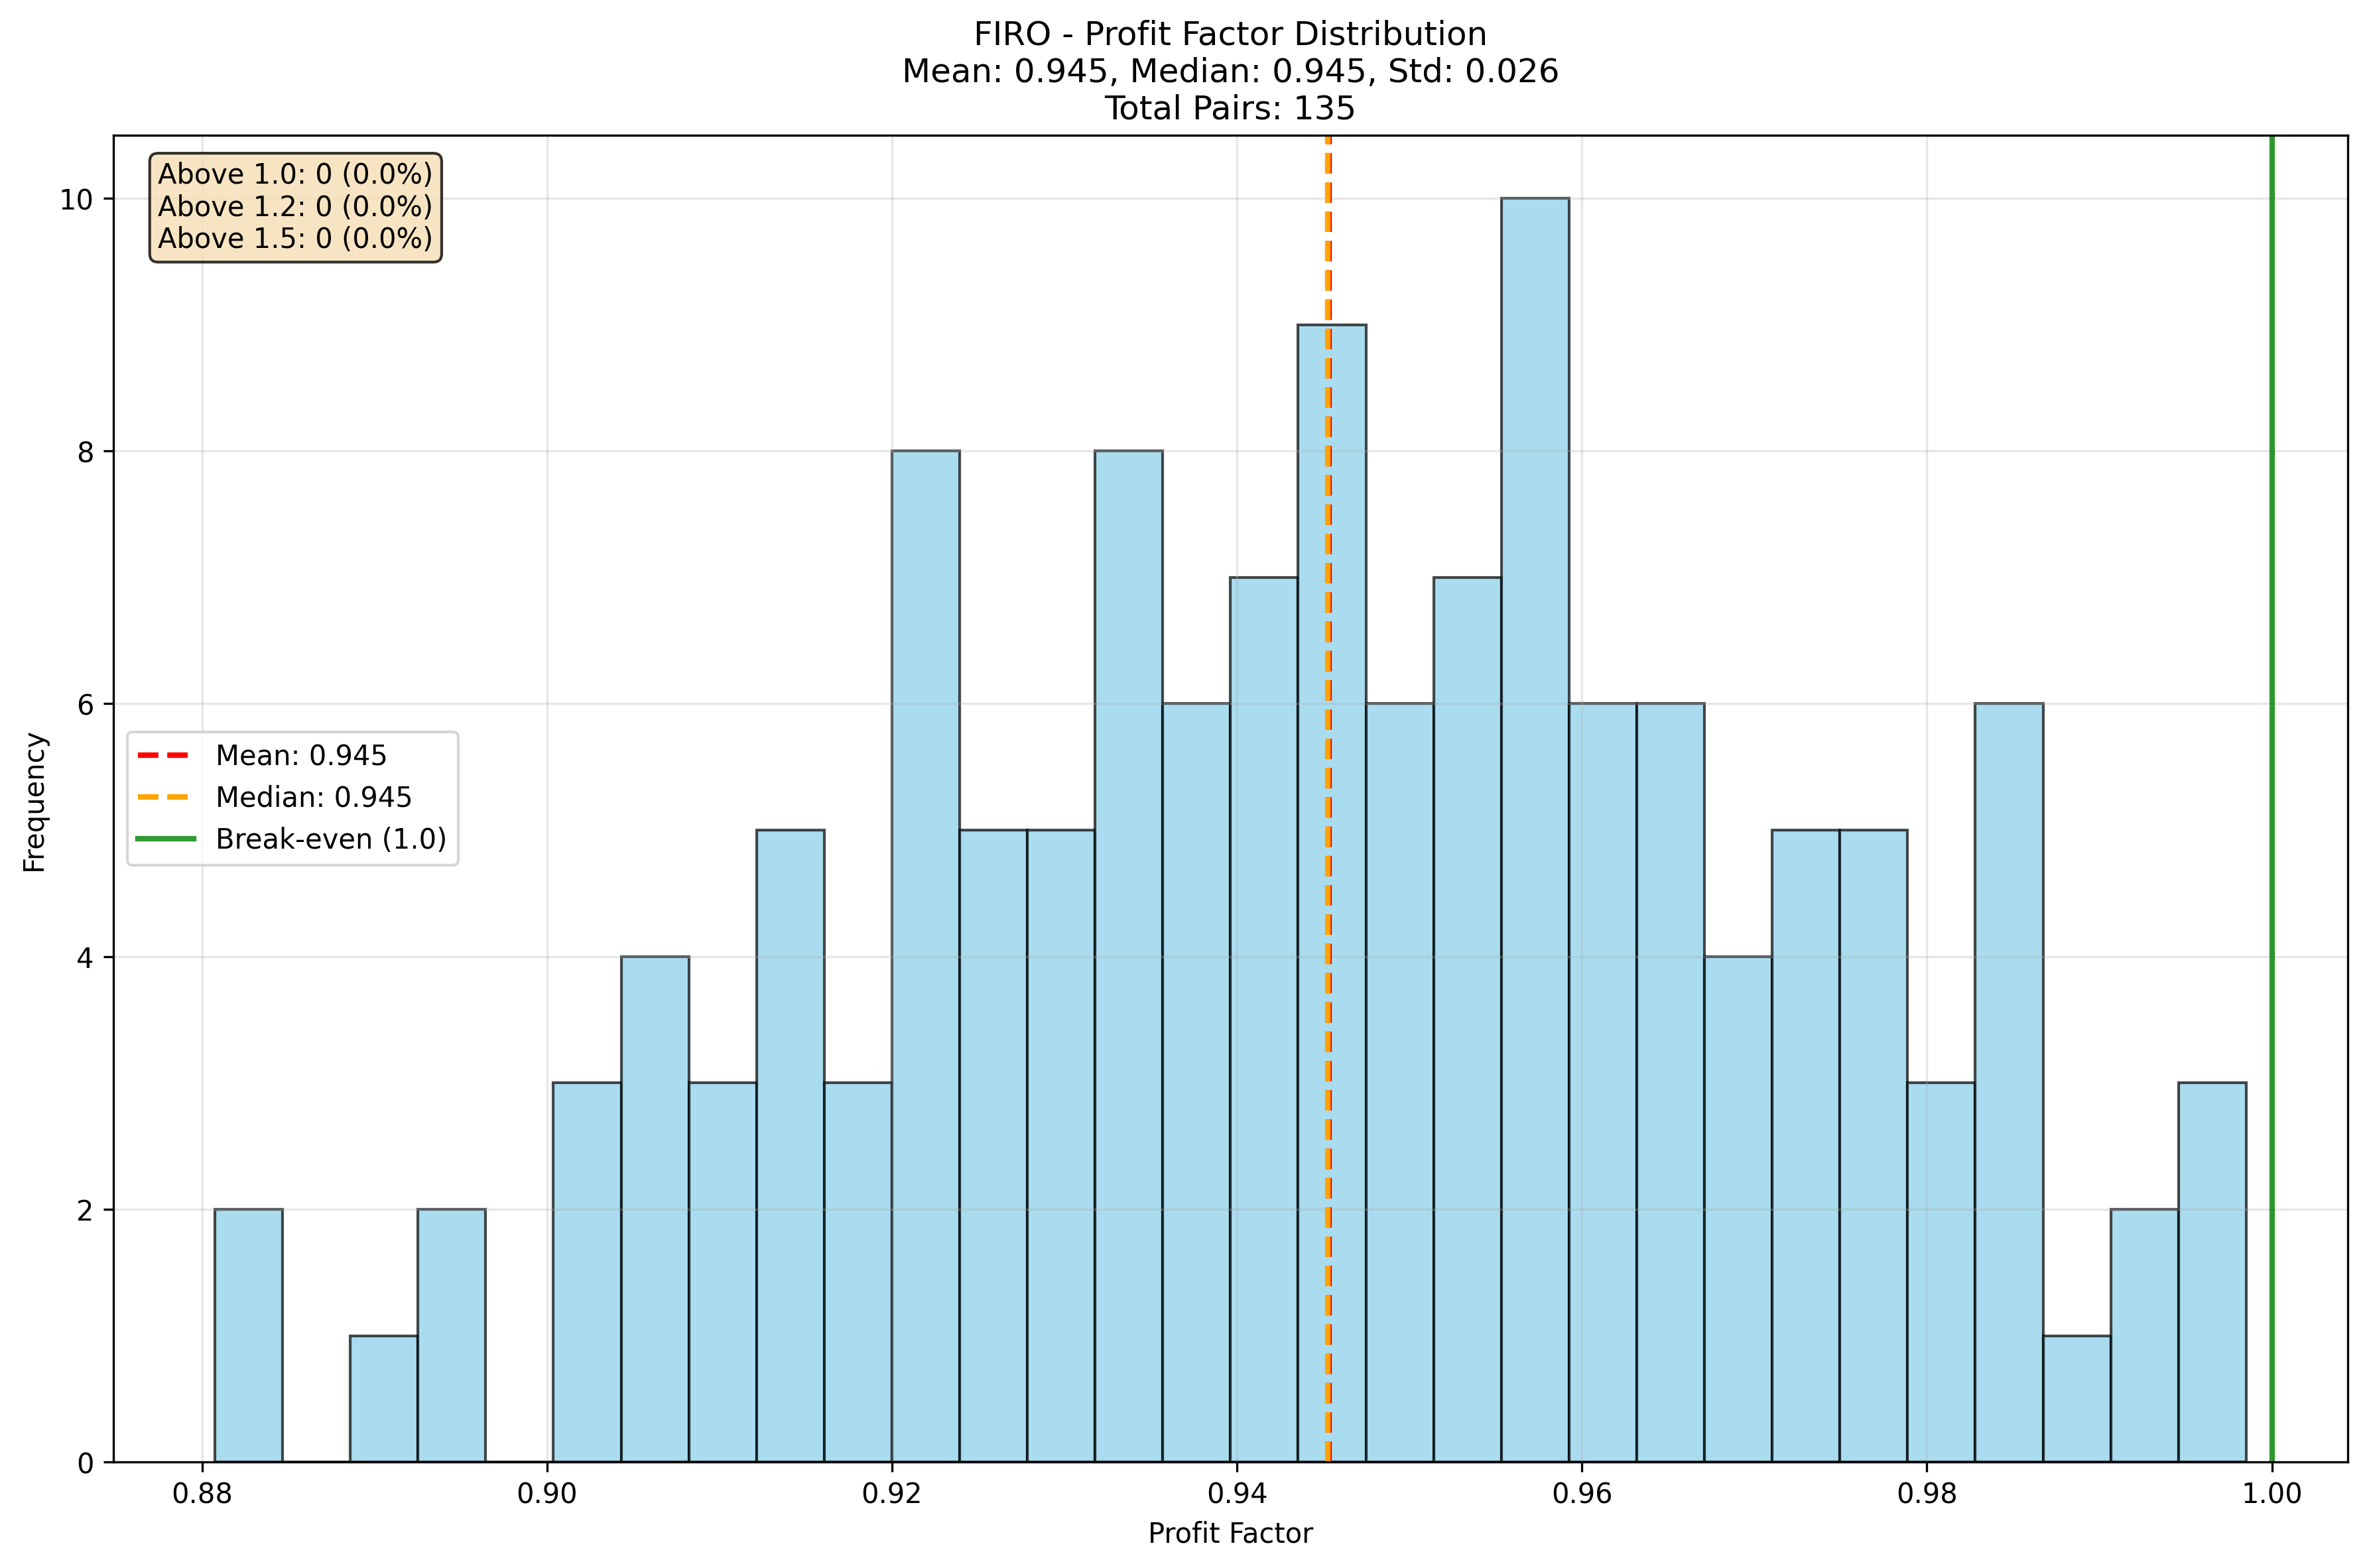 FIRO - Profit Factor Distribution
Mean: 0.945, Median: 0.945, Std: 0.026
Total Pairs: 135
Above 1.0: 0 (0.0%)
Above 1.2: 0 (0.0%)
Above 1.5: 0 (0.0%)
Mean: 0.945
Median: 0.945
Break-even (1.0)
Frequency
10
8
6
4
2
0
0.88 0.90 0.92 0.94 0.96 0.98 1.00
Profit Factor